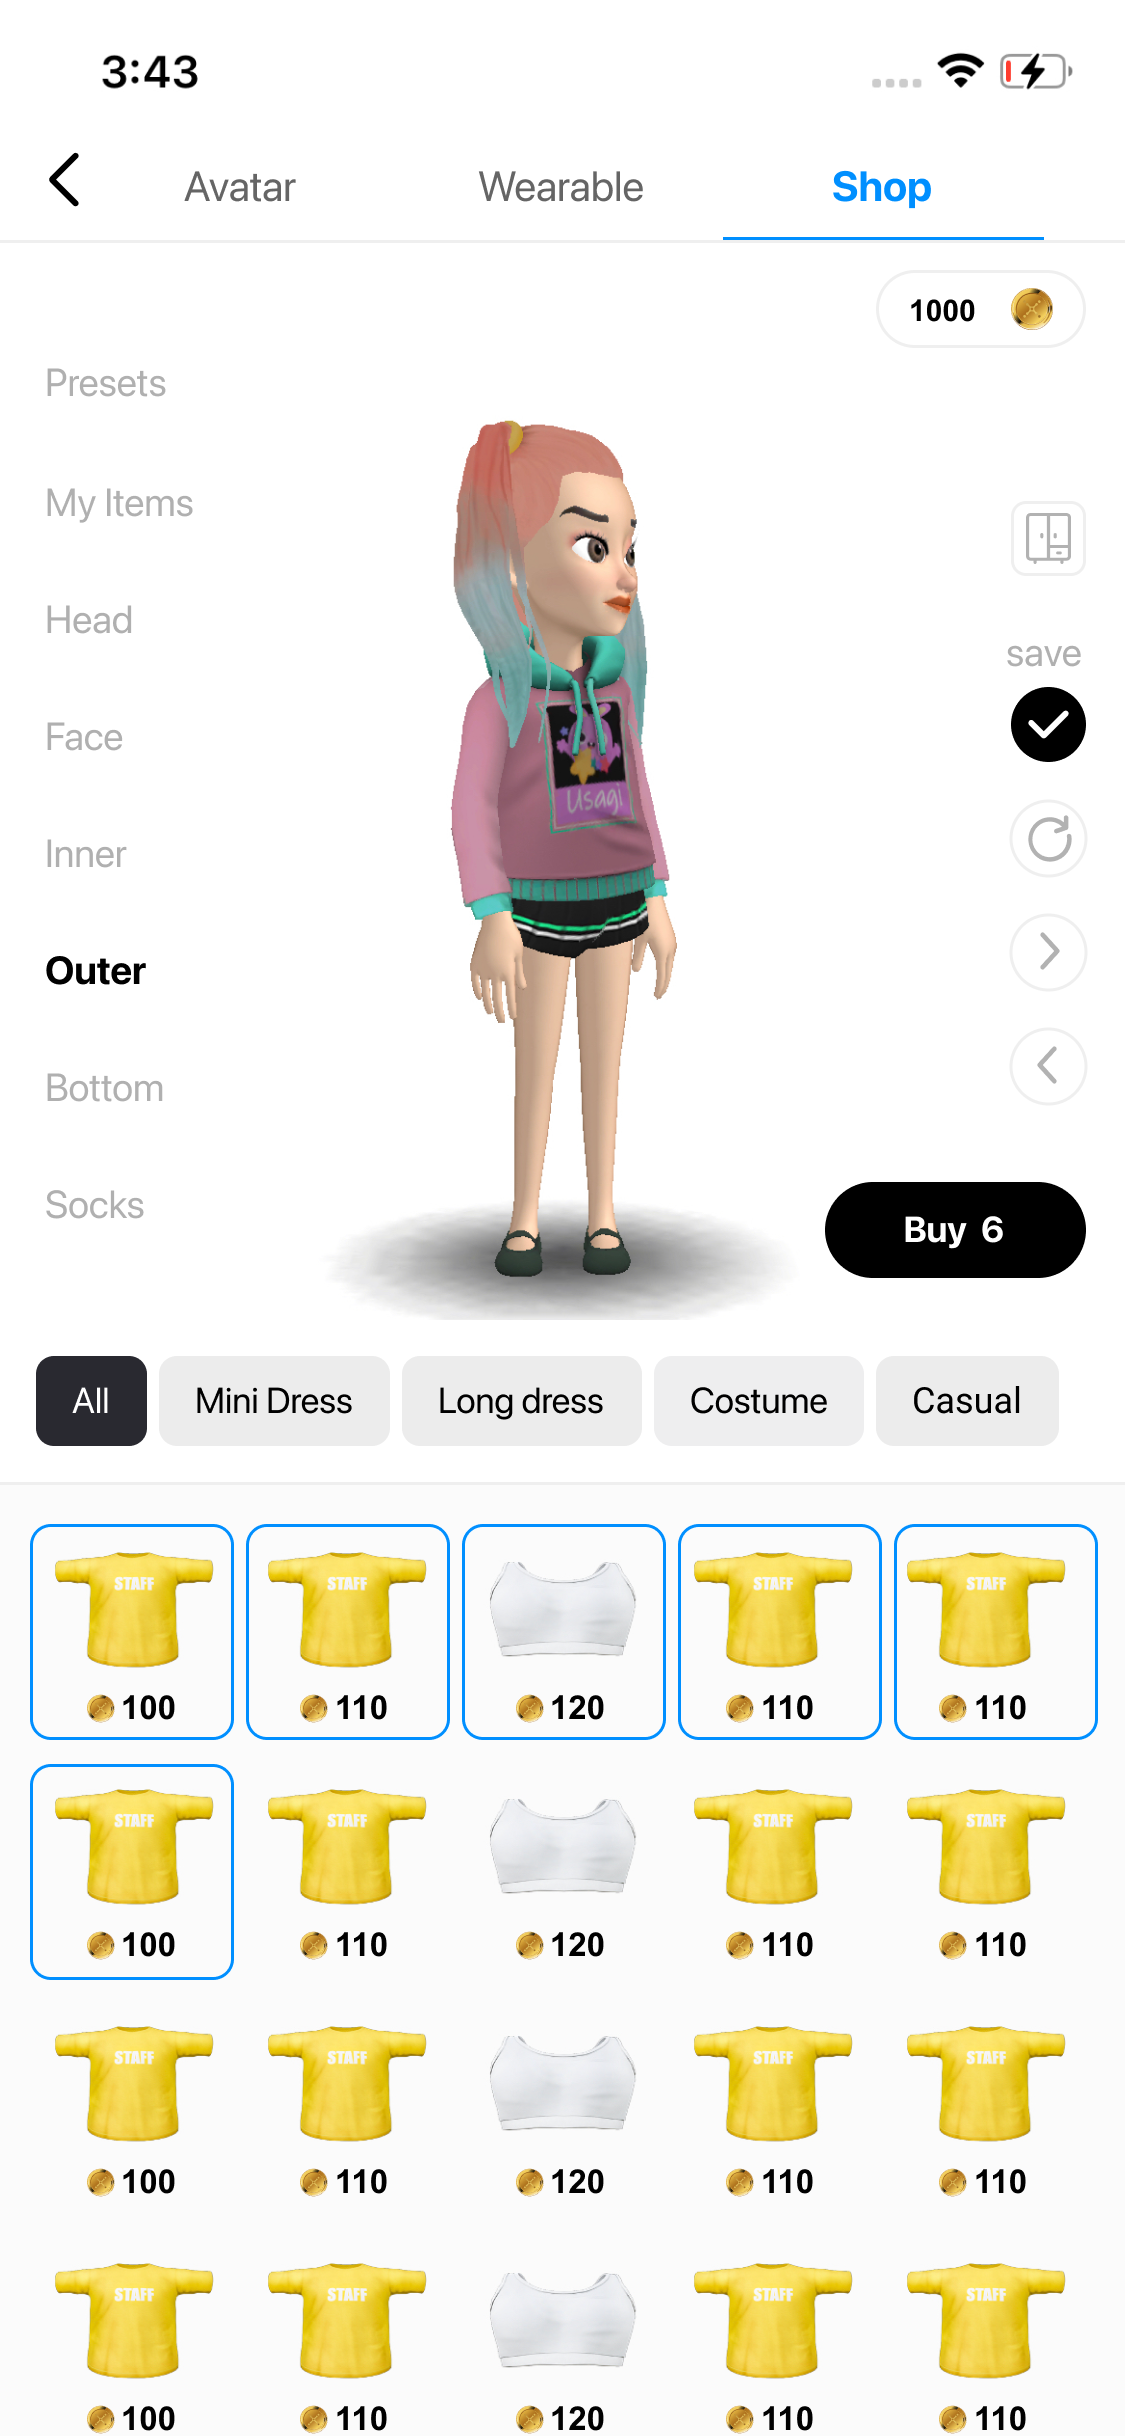 3:43
Avatar
Wearable
Shop
1000
Presets
My Items
Head
save
Face
Usagi
Inner
Outer
Bottom
Socks
Buy 6
All
Mini Dress
Long dress
Costume
Casual
STAFF STAFF STAFF STAFF
100 110 120 110 110
STAFF STAFF STAFF STAFF
100 110 120 110 110
STAFF STAFF STAFF STAFF
100 110 120 110 110
STAFF STAFF STAFF STAFF
100 110 120 110 110